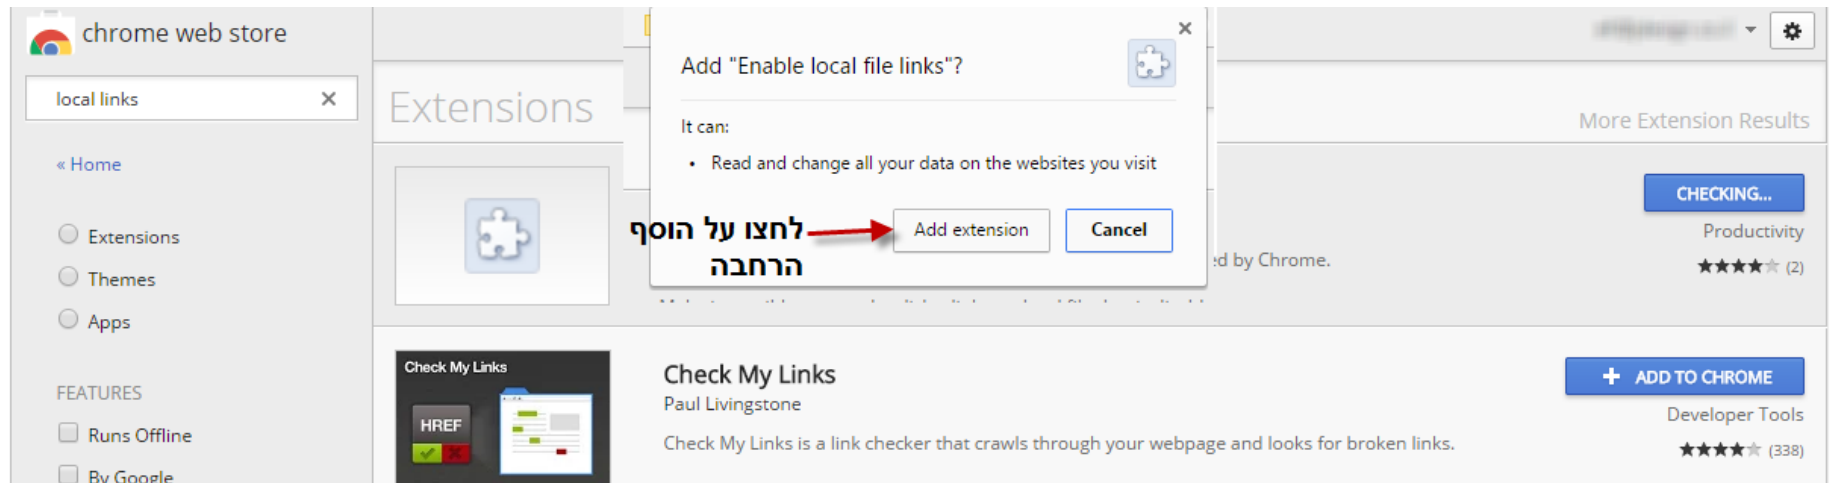 chrome web store
local links
« Home
Extensions
Themes
Apps
FEATURES
Runs Offline
By Google
Extensions
More Extension Results
Add "Enable local file links"?
It can:
• Read and change all your data on the websites you visit
Add extension
Cancel
לחצו על הוסף
הרחבה
ed by Chrome.
CHECKING...
Productivity
(2)
Check My Links
HREF
Check My Links
Paul Livingstone
Check My Links is a link checker that crawls through your webpage and looks for broken links.
ADD TO CHROME
Developer Tools
(338)